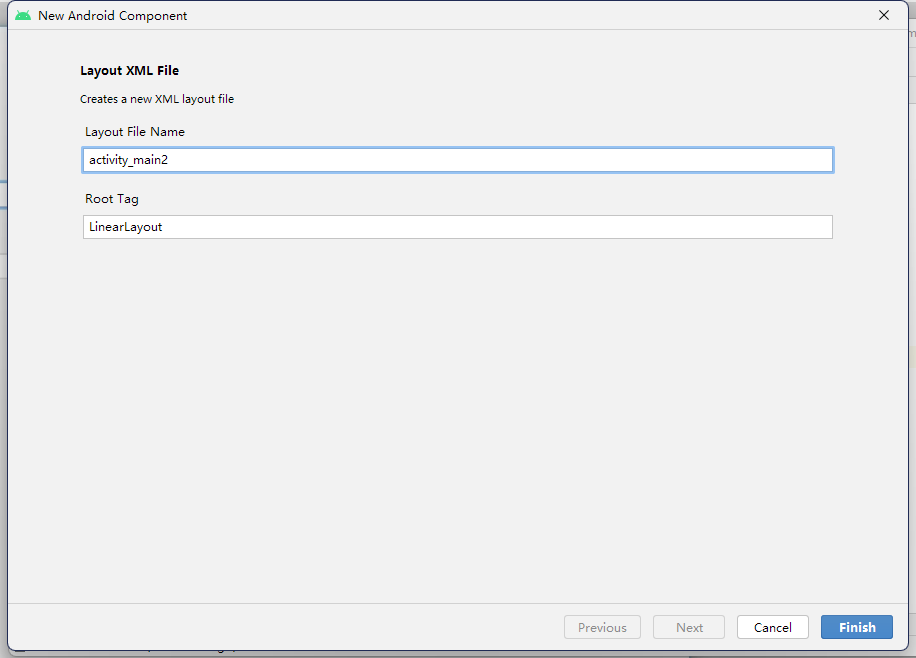 New Android Component
Layout XML File
Creates a new XML layout file
Layout File Name
activity_main2
Root Tag
LinearLayout
Previous Next Cancel Finish